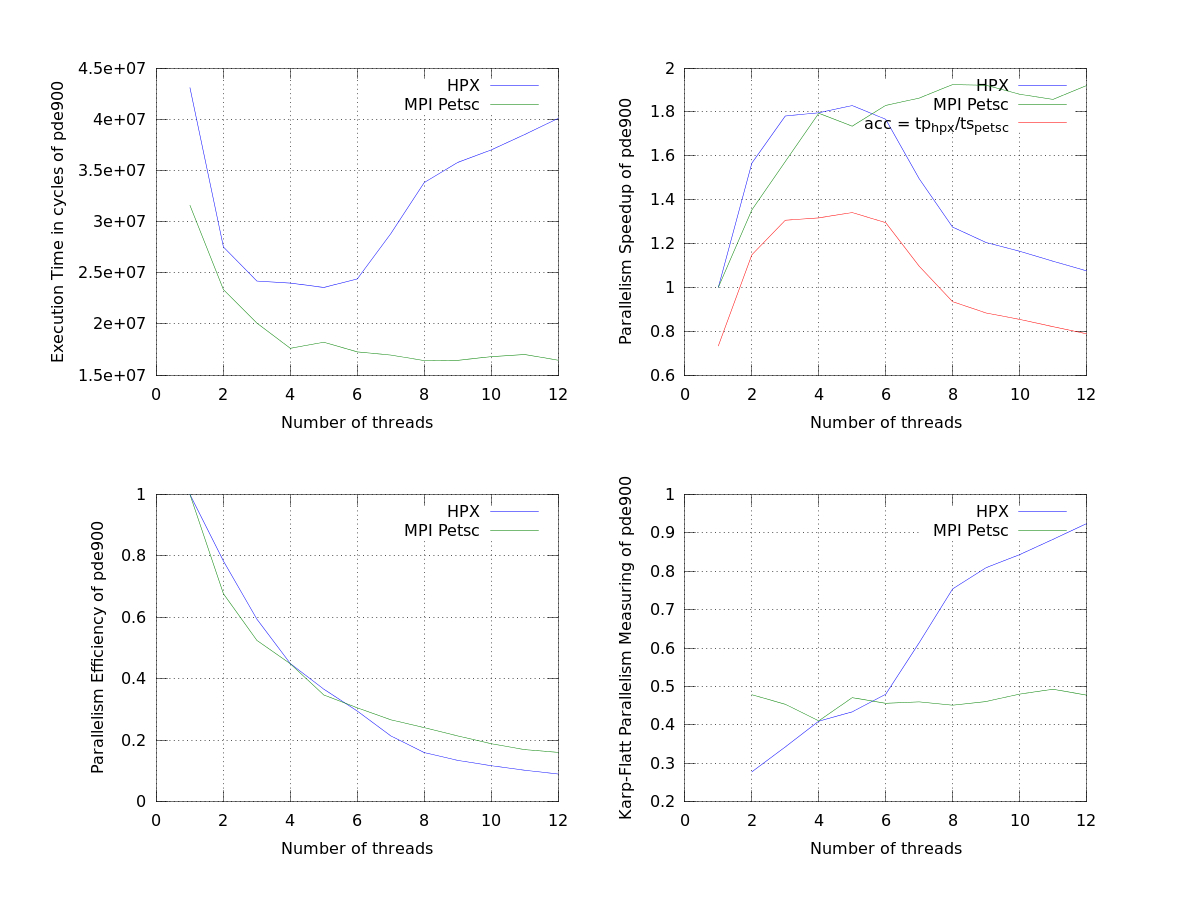 Execution Time in cycles of pde900
4.5e+07
4e+07
3.5e+07
3e+07
2.5e+07
2e+07
1.5e+07
0 2 4 6 8 10 12
Number of threads
HPX
MPI Petsc
Parallelism Speedup of pde900
2
1.8
1.6
1.4
1.2
1
0.8
0.6
0 2 4 6 8 10 12
Number of threads
HPX
MPI Petsc
acc = tphpx/tspetsc
Parallelism Efficiency of pde900
1
0.8
0.6
0.4
0.2
0
0 2 4 6 8 10 12
Number of threads
HPX
MPI Petsc
Karp-Flatt Parallelism Measuring of pde900
1
0.9
0.8
0.7
0.6
0.5
0.4
0.3
0.2
0 2 4 6 8 10 12
Number of threads
HPX
MPI Petsc